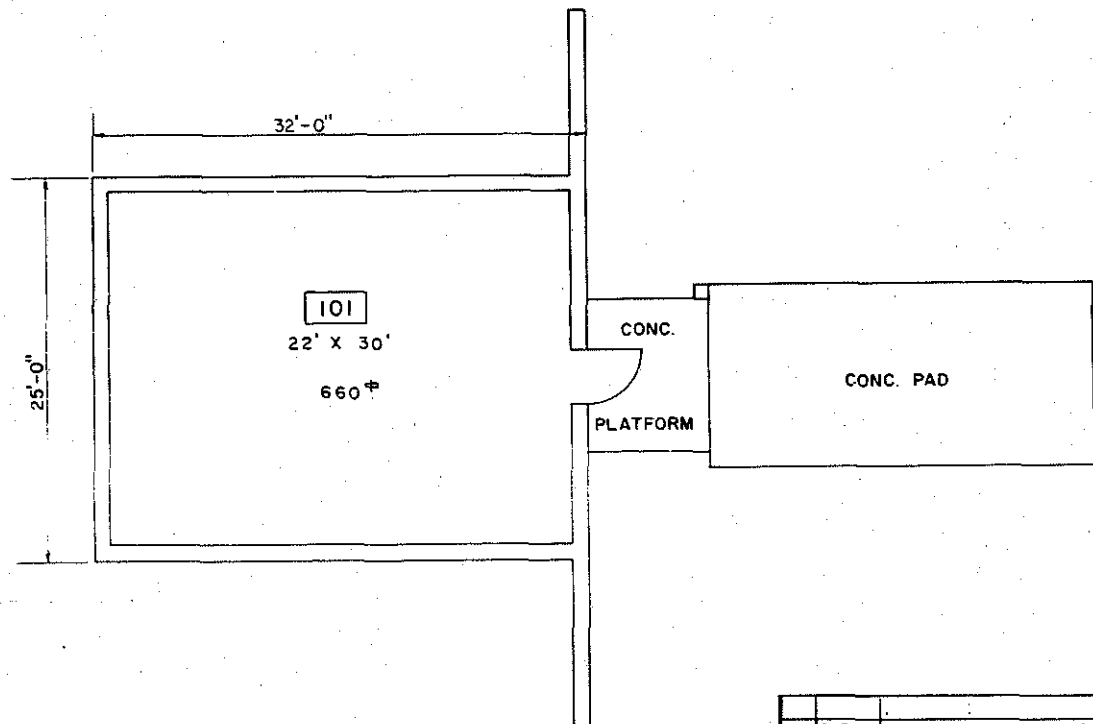 32'-0"
25'-0"
101
22' X 30'
660
CONC.
PLATFORM
CONC. PAD